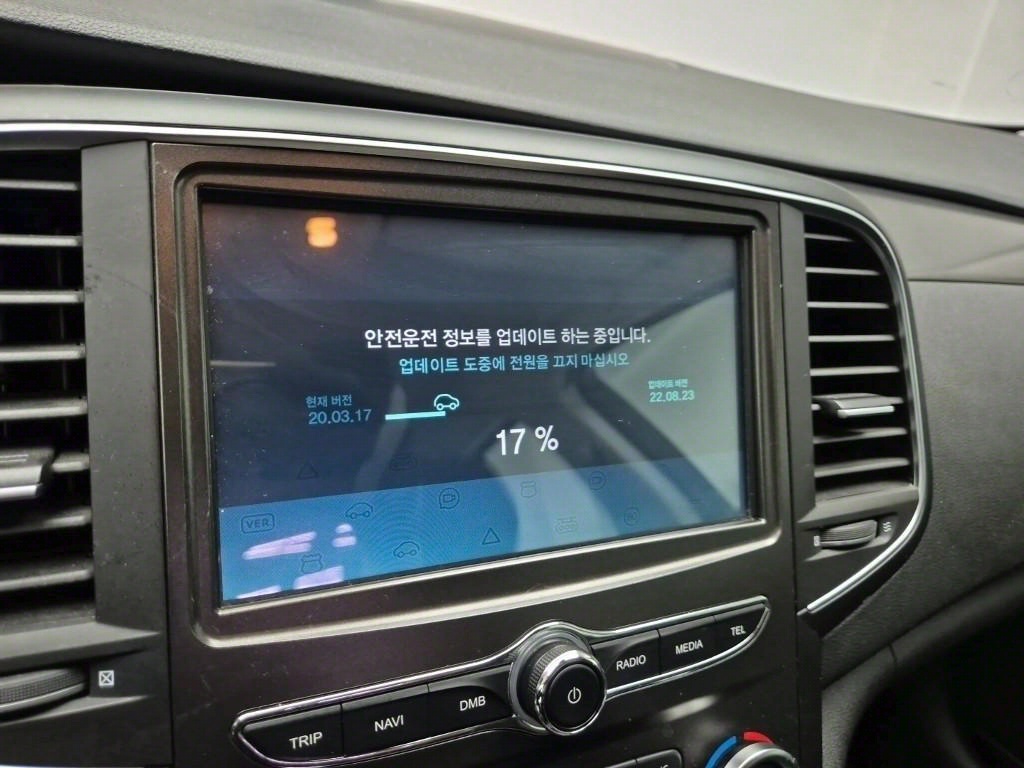 안전운전 정보를 업데이트 하는 중입니다.
업데이트 도중에 전원을 끄지 마십시오
현재 버전
20.03.17
업데이트 버전
22.08.23
17 %
VER
TRIP
NAVI
DMB
RADIO
MEDIA
TEL